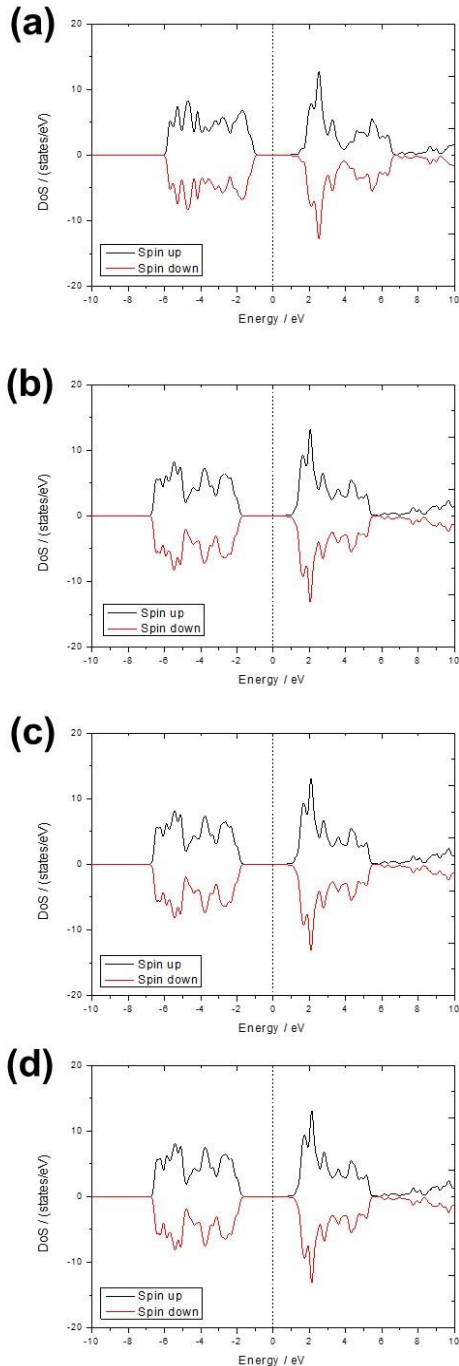 (a)
20
10
0
-10
-20
DoS / (states/eV)
Spin up
Spin down
-10 -8 -6 -4 -2 0 2 4 6 8 10
Energy / eV
(b)
20
10
0
-10
-20
DoS / (states/eV)
Spin up
Spin down
-10 -8 -6 -4 -2 0 2 4 6 8 10
Energy / eV
(c)
20
10
0
-10
-20
DoS / (states/eV)
Spin up
Spin down
-10 -8 -6 -4 -2 0 2 4 6 8 10
Energy / eV
(d)
20
10
0
-10
-20
DoS / (states/eV)
Spin up
Spin down
-10 -8 -6 -4 -2 0 2 4 6 8 10
Energy / eV